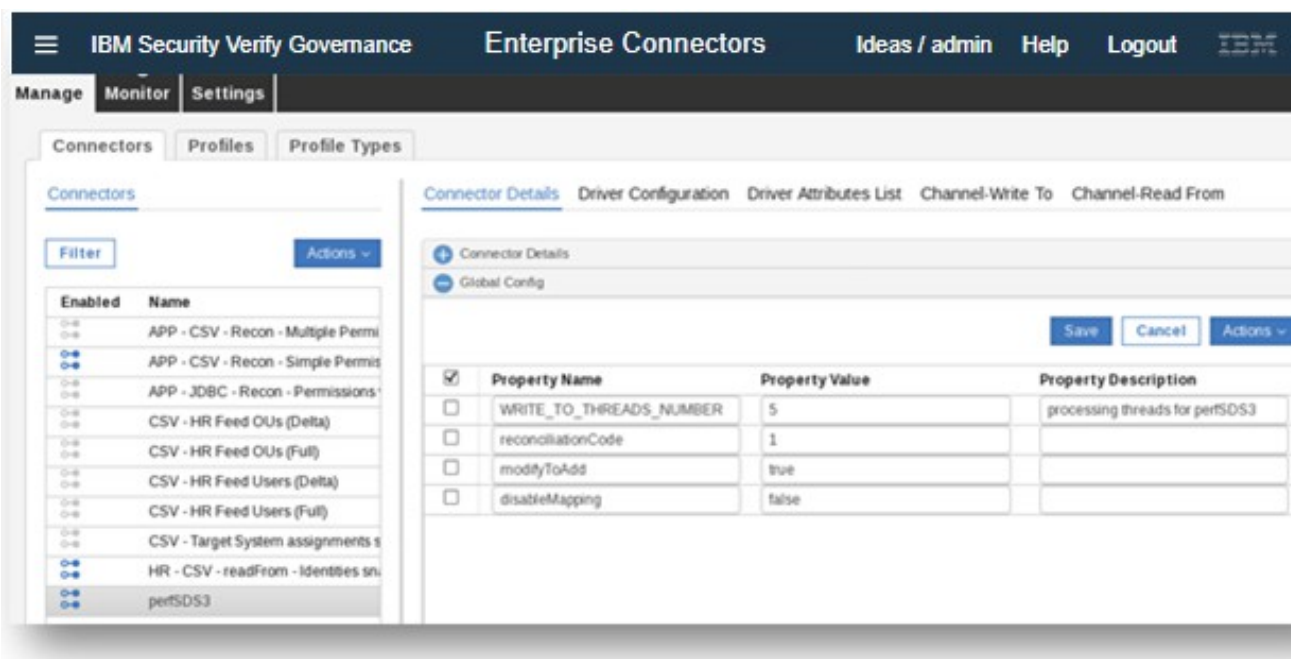 IBM Security Verify Governance Enterprise Connectors Ideas / admin Help Logout IBM
Manage Monitor Settings
Connectors Profiles Profile Types
Connectors
Connector Details Driver Configuration Driver Attributes List Channel-Write To Channel-Read From
Filter Actions
Connector Details
Global Config
Save Cancel Actions
Enabled Name
APP - CSV - Recon - Multiple Permi
APP - CSV - Recon - Simple Permis
APP - JDBC - Recon - Permissions
CSV - HR Feed OUs (Delta)
CSV - HR Feed OUs (Full)
CSV - HR Feed Users (Delta)
CSV - HR Feed Users (Full)
CSV - Target System assignments s
HR - CSV - readFrom - Identities sna
perfSDS3
Property Name Property Value Property Description
WRITE_TO_THREADS_NUMBER 5 processing threads for perfSDS3
reconciliationCode 1
modifyToAdd true
disableMapping false